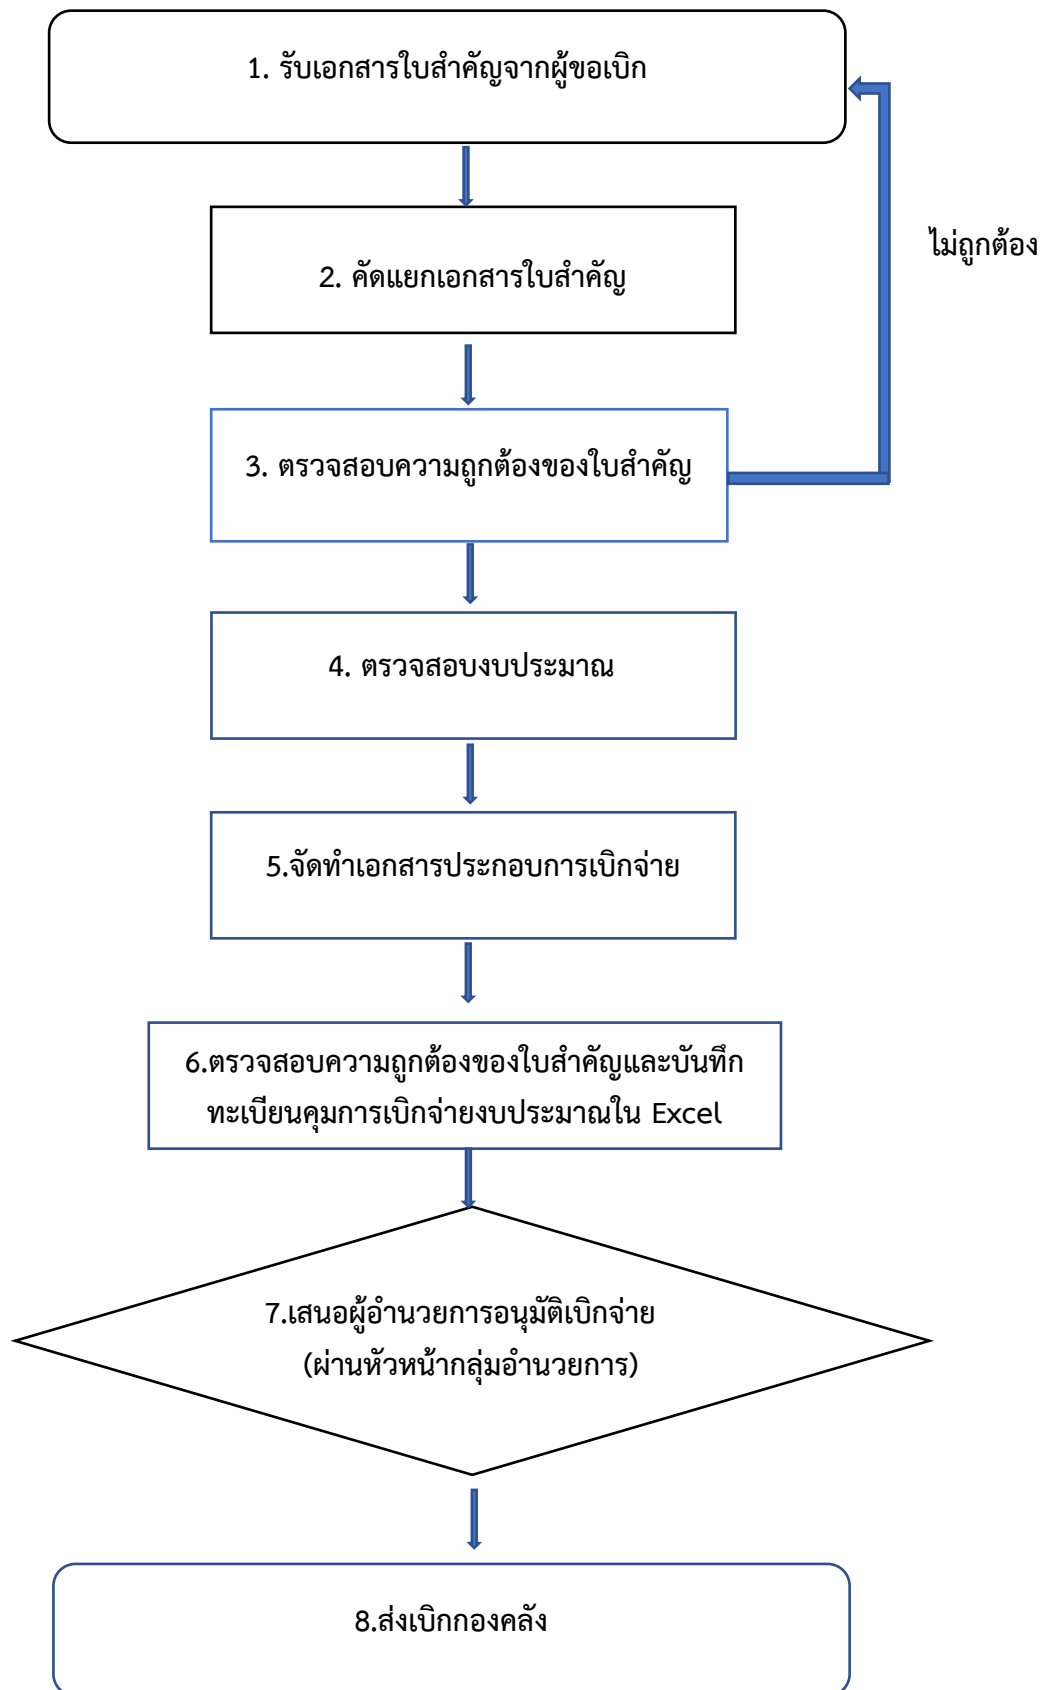 1. รับเอกสารใบสำคัญจากผู้ขอเบิก
ไม่ถูกต้อง
2. คัดแยกเอกสารใบสำคัญ
3. ตรวจสอบความถูกต้องของใบสำคัญ
4. ตรวจสอบงบประมาณ
5.จัดทำเอกสารประกอบการเบิกจ่าย
6.ตรวจสอบความถูกต้องของใบสำคัญและบันทึก
ทะเบียนคุมการเบิกจ่ายงบประมาณใน Excel
7.เสนอผู้อำนวยการอนุมัติเบิกจ่าย
(ผ่านหัวหน้ากลุ่มอำนวยการ)
8.ส่งเบิกกองคลัง